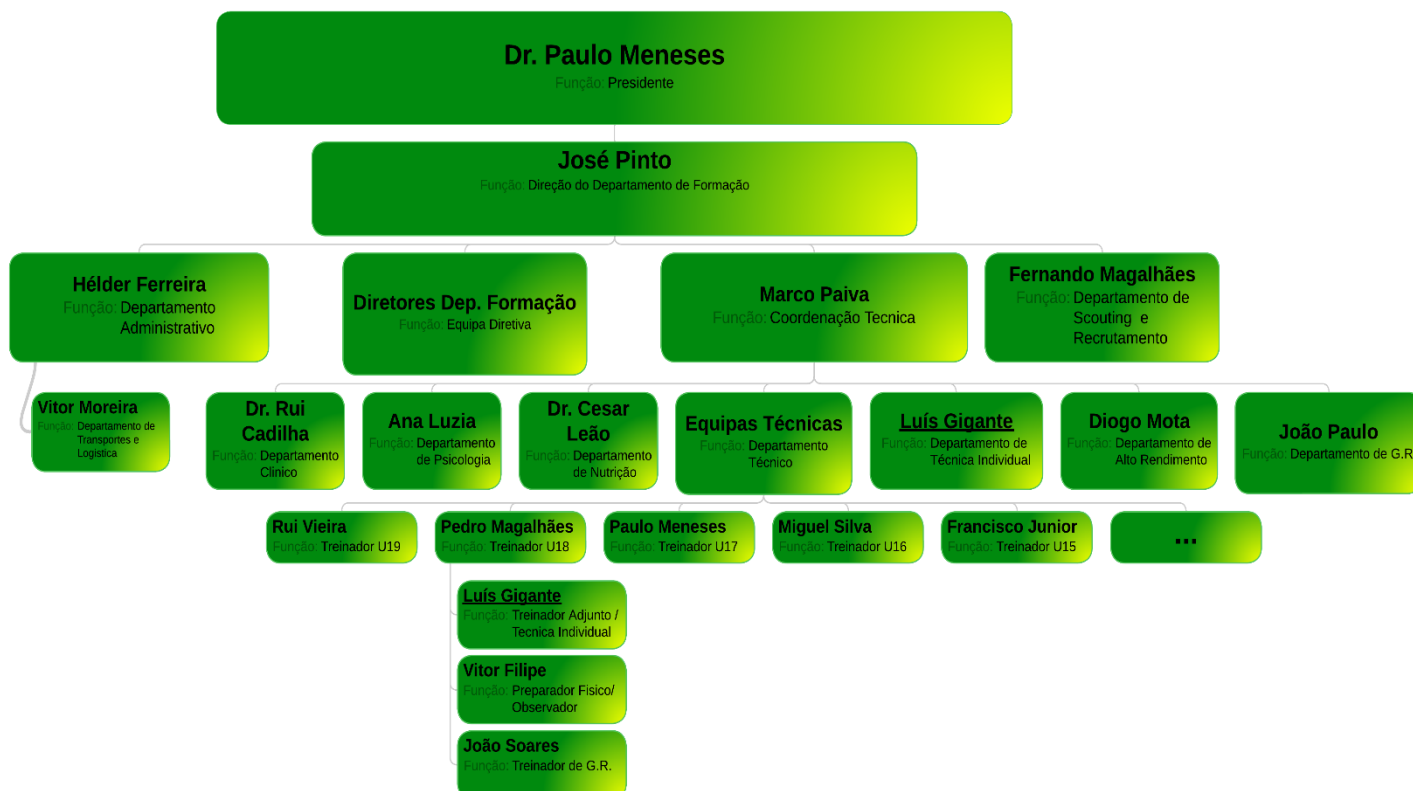 Dr. Paulo Meneses
Função: Presidente
José Pinto
Função: Direção do Departamento de Formação
Hélder Ferreira
Função: Departamento
Administrativo
Diretores Dep. Formação
Função: Equipa Diretiva
Marco Paiva
Função: Coordenação Tecnica
Fernando Magalhães
Função: Departamento de
Scouting e
Recrutamento
Vitor Moreira
Função: Departamento de
Transportes e
Logistica
Dr. Rui
Cadilha
Função: Departamento
Clinico
Ana Luzia
Função: Departamento
de Psicologia
Dr. Cesar
Leão
Função: Departamento
de Nutrição
Equipas Técnicas
Função: Departamento
Técnico
Luís Gigante
Função: Departamento de
Técnica Individual
Diogo Mota
Função: Departamento de
Alto Rendimento
João Paulo
Função: Departamento de G.R
Rui Vieira
Função: Treinador U19
Pedro Magalhães
Função: Treinador U18
Paulo Meneses
Função: Treinador U17
Miguel Silva
Função: Treinador U16
Francisco Junior
Função: Treinador U15
...
Luís Gigante
Função: Treinador Adjunto /
Tecnica Individual
Vitor Filipe
Função: Preparador Fisico/
Observador
João Soares
Função: Treinador de G.R.